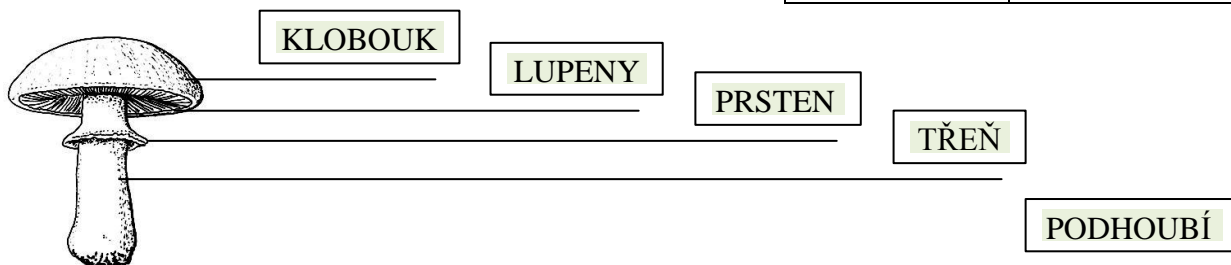 KLOBOUK
LUPENY
PRSTEN
TŘEŇ
PODHOUBÍ